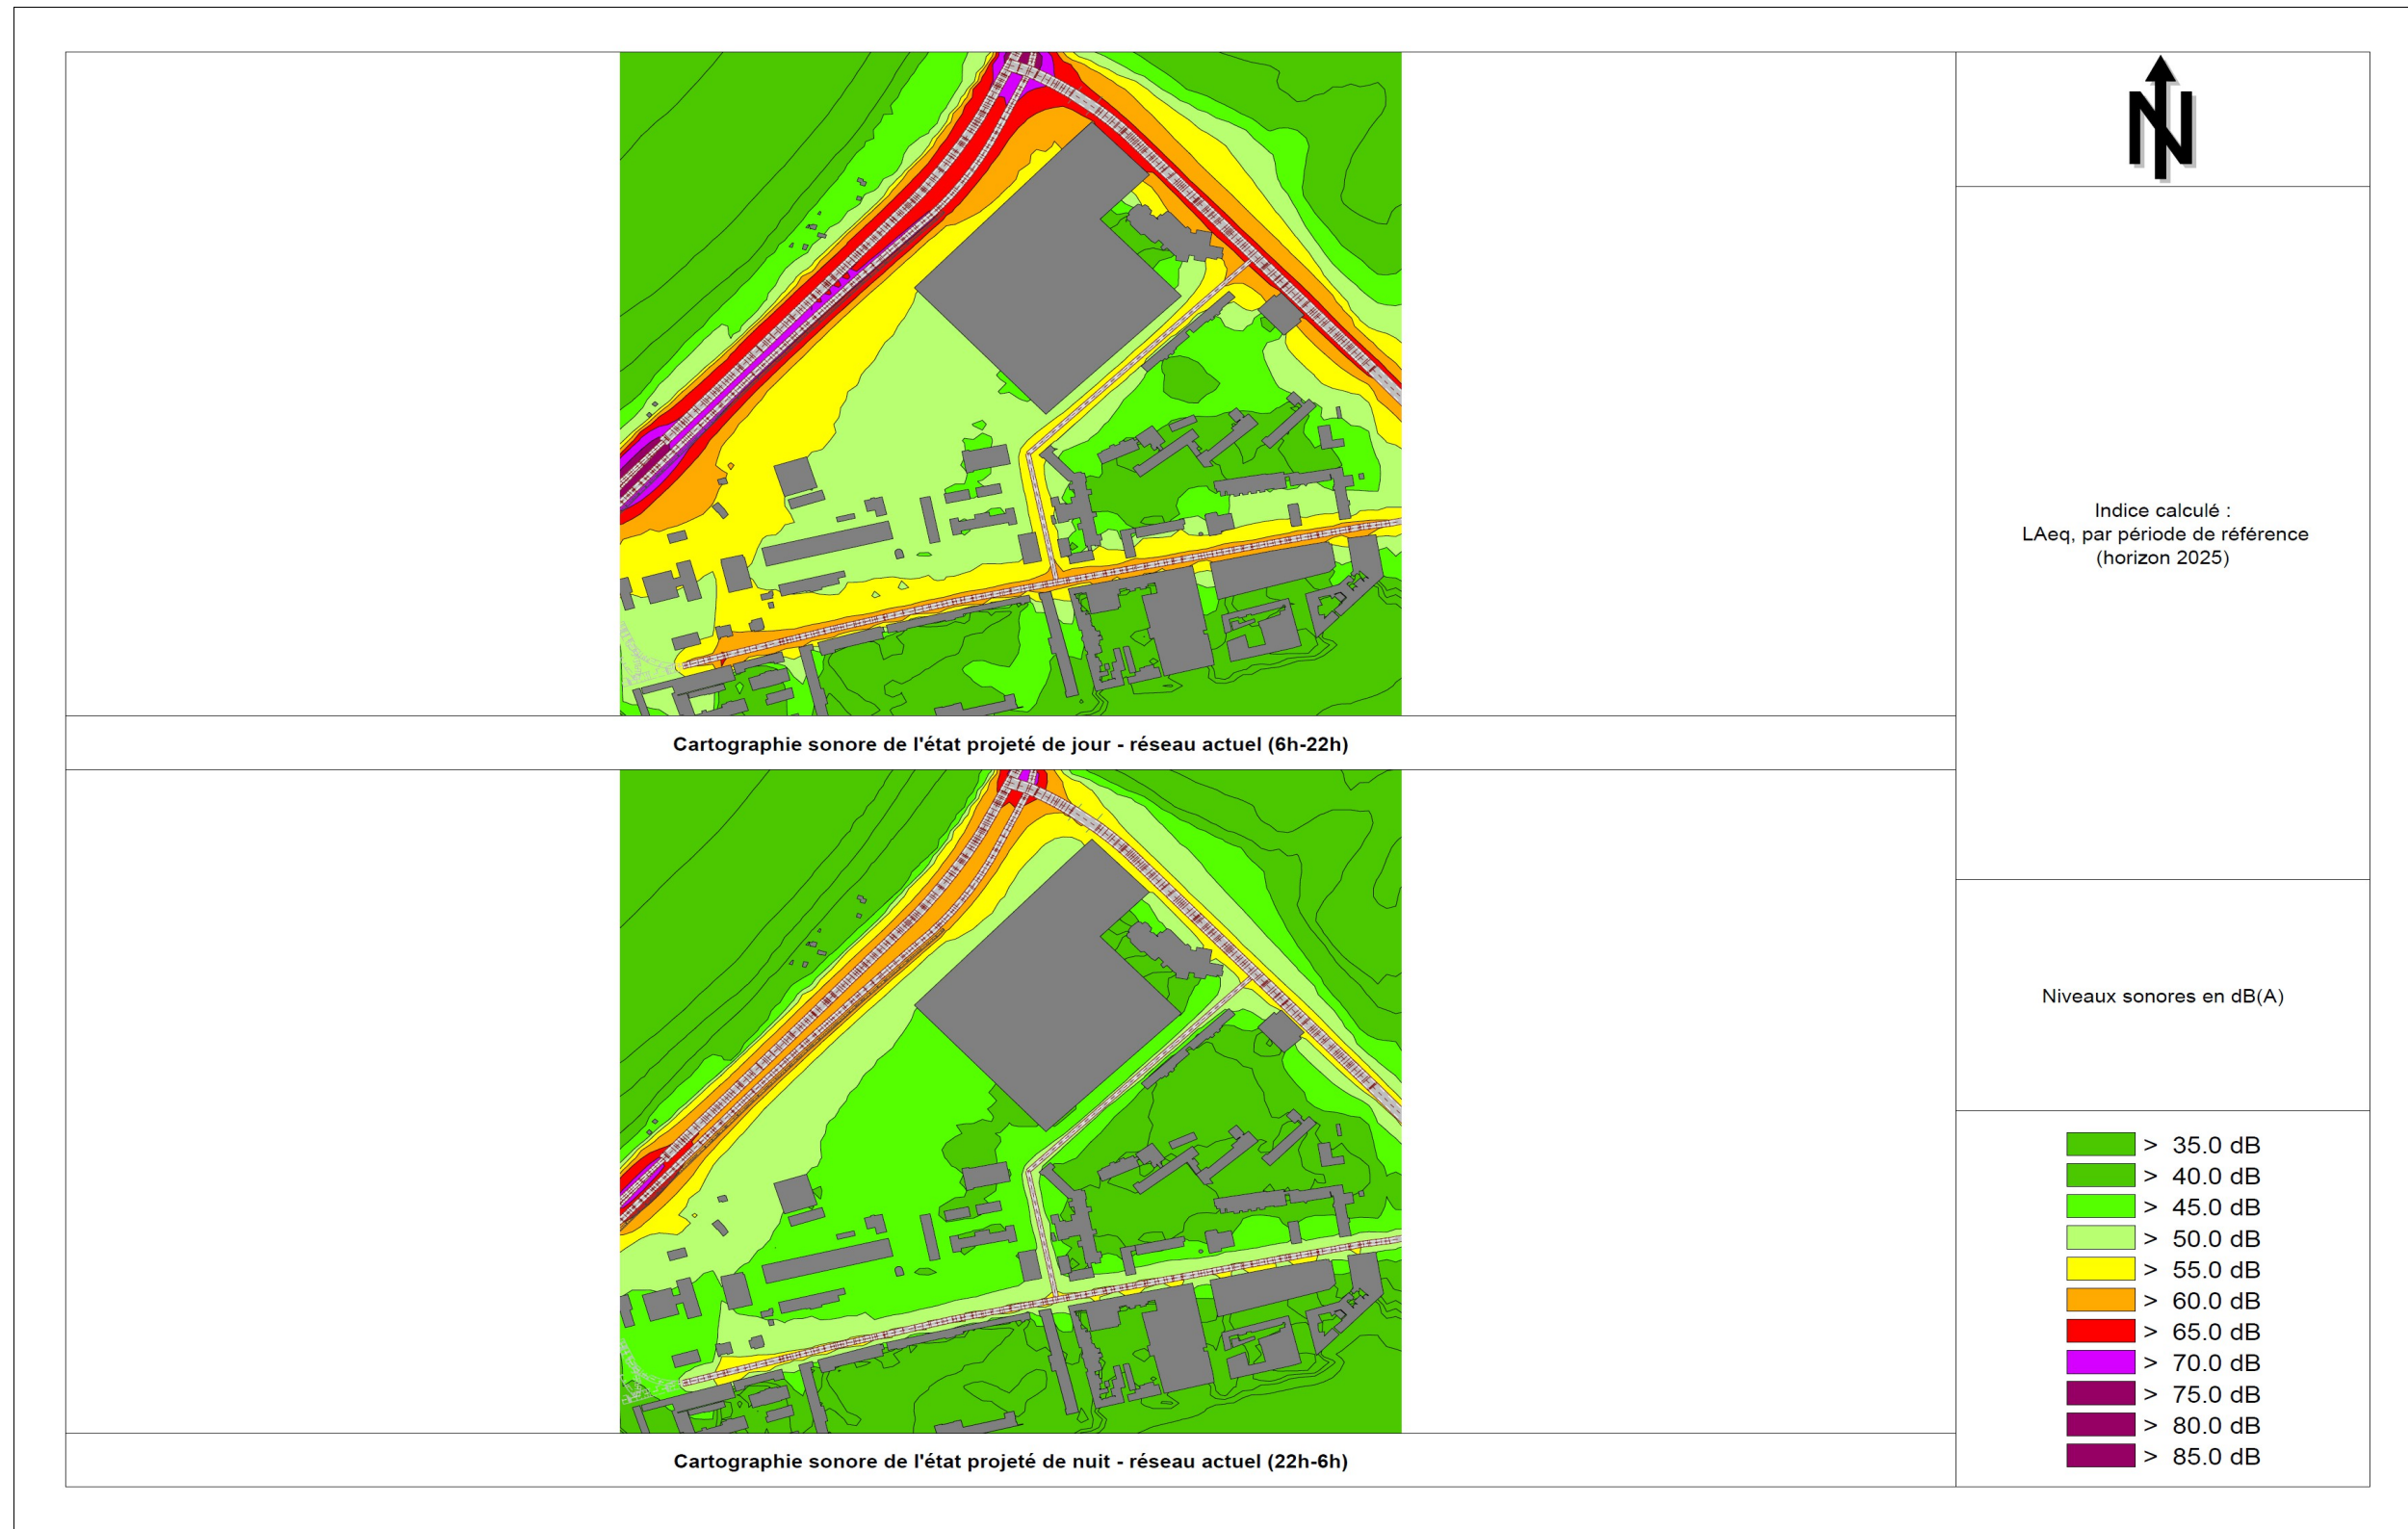 N
Indice calculé :
LAeq, par période de référence
(horizon 2025)
Cartographie sonore de l'état projeté de jour - réseau actuel (6h-22h)
Niveaux sonores en dB(A)
> 35.0 dB
> 40.0 dB
> 45.0 dB
> 50.0 dB
> 55.0 dB
> 60.0 dB
> 65.0 dB
> 70.0 dB
> 75.0 dB
> 80.0 dB
> 85.0 dB
Cartographie sonore de l'état projeté de nuit - réseau actuel (22h-6h)